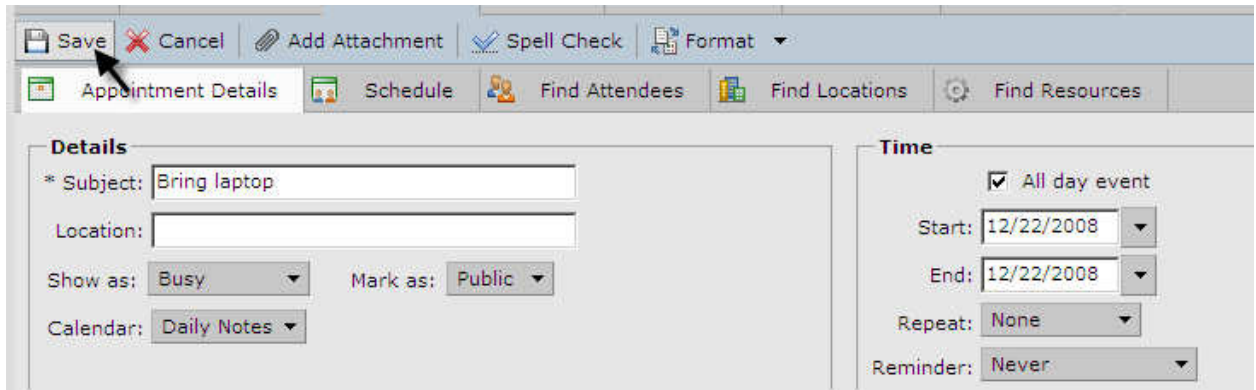 Save Cancel Add Attachment Spell Check Format
Appointment Details Schedule Find Attendees Find Locations Find Resources
Details
* Subject: Bring laptop
Location:
Show as: Busy Mark as: Public
Calendar: Daily Notes
Time
All day event
Start: 12/22/2008
End: 12/22/2008
Repeat: None
Reminder: Never